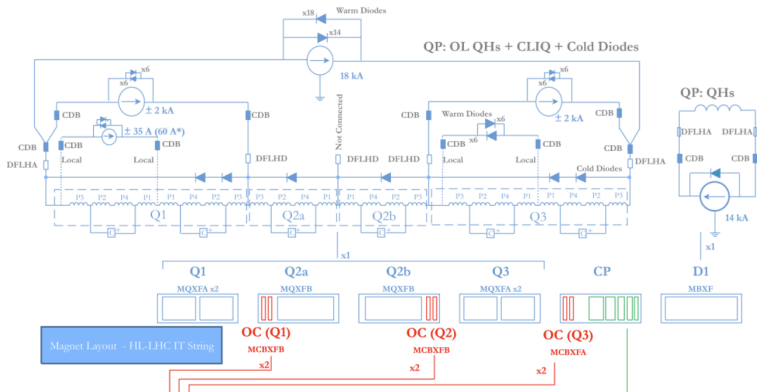 x18
Warm Diodes
x14
18 kA
QP: OL QHs + CLIQ + Cold Diodes
QP: QHs
x6
x6
± 2 kA
CDB
CDB
± 35 A (60 A*)
CDB
CDB
CDB
DFLHA
Local
Local
DFLHD
Not Connected
DFLHD
DFLHD
x6
x6
± 2 kA
CDB
CDB
Warm Diodes
x6
x6
CDB
CDB
CDB
Local
Local
Cold Diodes
DFLHA
DFLHA
DFLHA
CDB
CDB
14 kA
x1
P3 P2 P4 P1 P1 P4 P2 P3 P3 P2 P4 P1 P1 P4 P2 P3 P3 P2 P4 P1 P1 P4 P2 P3
Q1 Q2a Q2b Q3
x1
Q1 Q2a Q2b Q3 CP D1
MQXFA x2 MQXFB MQXFB MQXFA x2 MBXF
OC (Q1) OC (Q2) OC (Q3)
MCBXFB MCBXFB MCBXFA
x2 x2 x2
Magnet Layout - HL-LHC IT String